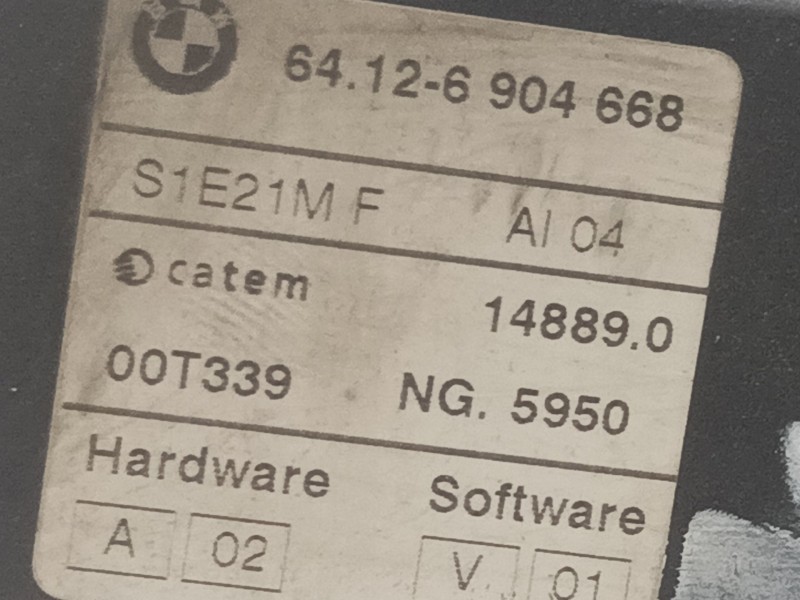 64.12-6 904 668
S1E21M F AI 04
catem
14889.0
00T339 NG. 5950
Hardware Software
A 02 V 01